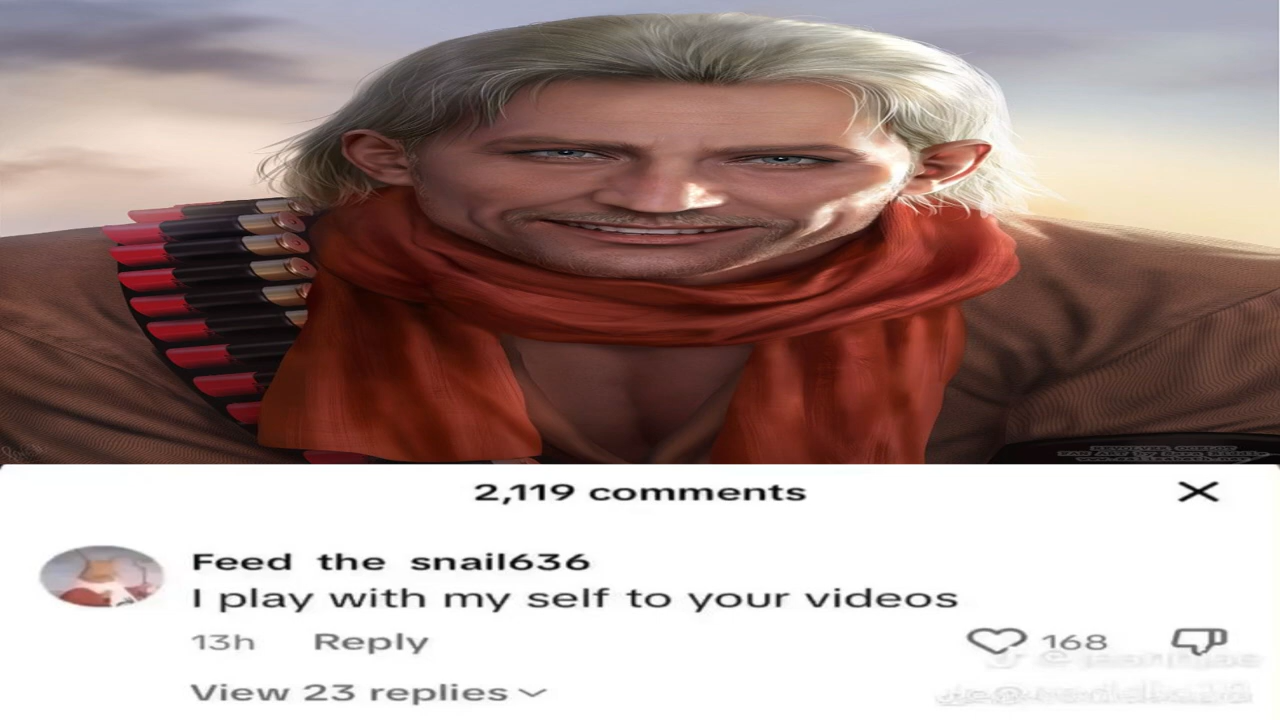 2,119 comments
Feed the snail636
I play with my self to your videos
13h Reply
168
View 23 replies